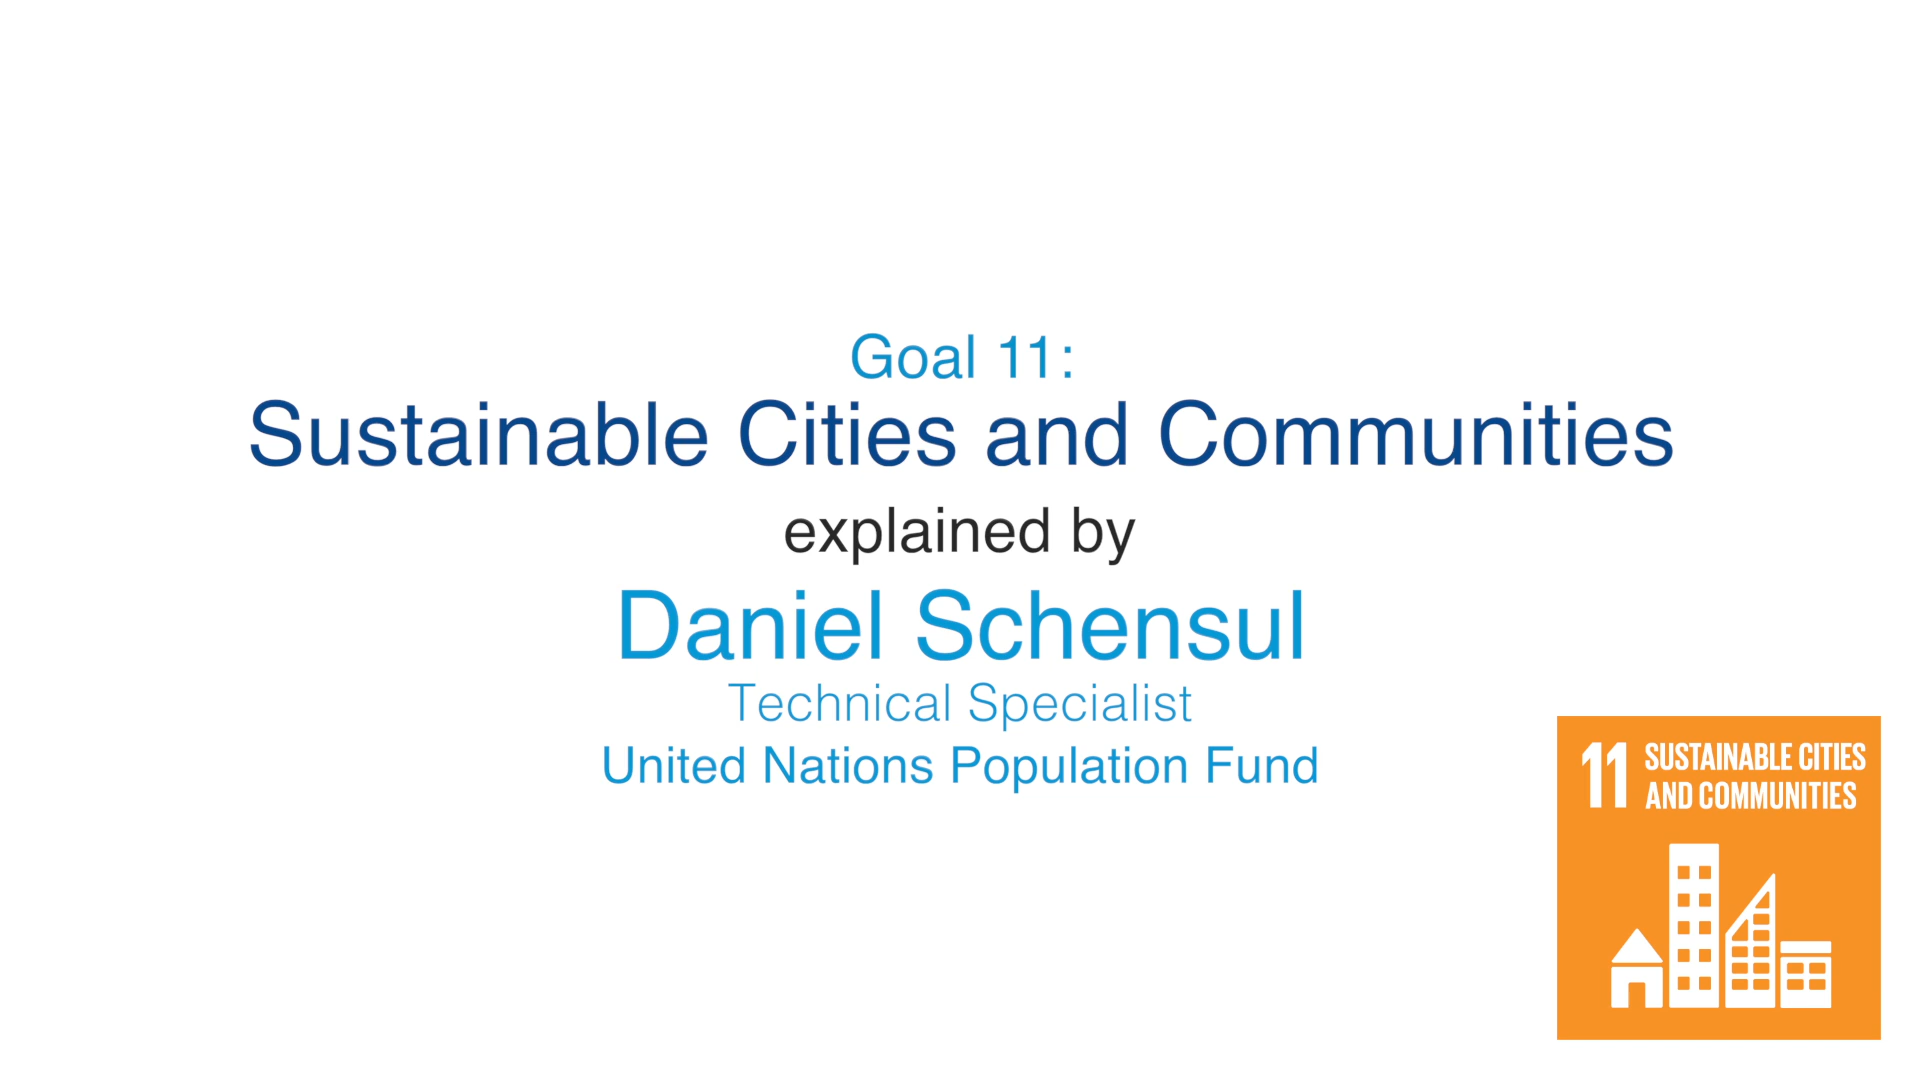 Goal 11:
Sustainable Cities and Communities
explained by
Daniel Schensul
Technical Specialist
United Nations Population Fund
11 SUSTAINABLE CITIES
AND COMMUNITIES